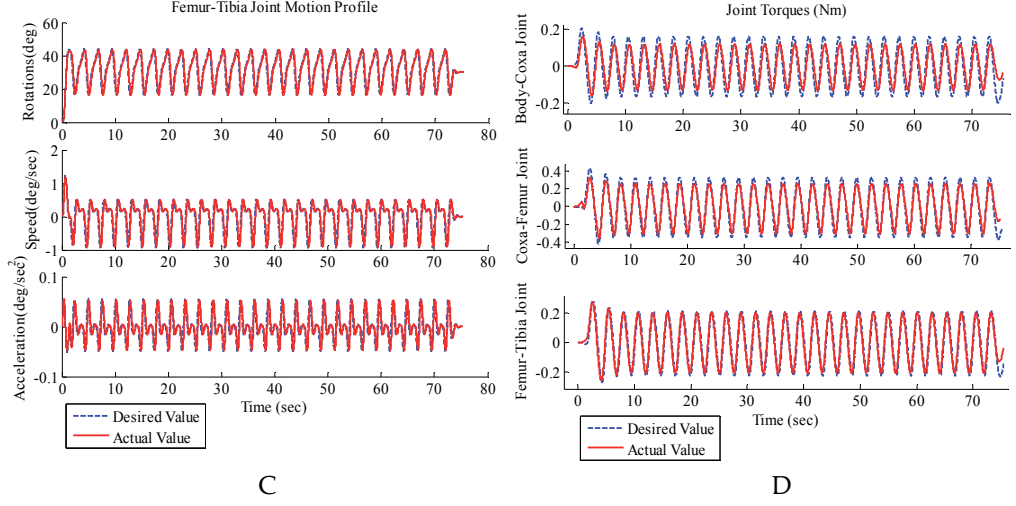 Femur-Tibia Joint Motion Profile
Rotations(deg)
60
40
20
0
0 10 20 30 40 50 60 70 80
Speed(deg/sec)
2
1
0
-1
0 10 20 30 40 50 60 70 80
Accelerration(deg/sec²)
0.1
0
-0.1
0 10 20 30 40 50 60 70 80
Time (sec)
Desired Value
Actual Value
C
Joint Torques (Nm)
Body-Coxa Joint
0.2
0
-0.2
0 10 20 30 40 50 60 70
Coxa-Femur Joint
0.4
0.2
0
-0.2
-0.4
0 10 20 30 40 50 60 70
Femur-Tibia Joint
0.2
0
-0.2
0 10 20 30 40 50 60 70
Time (sec)
Desired Value
Actual Value
D